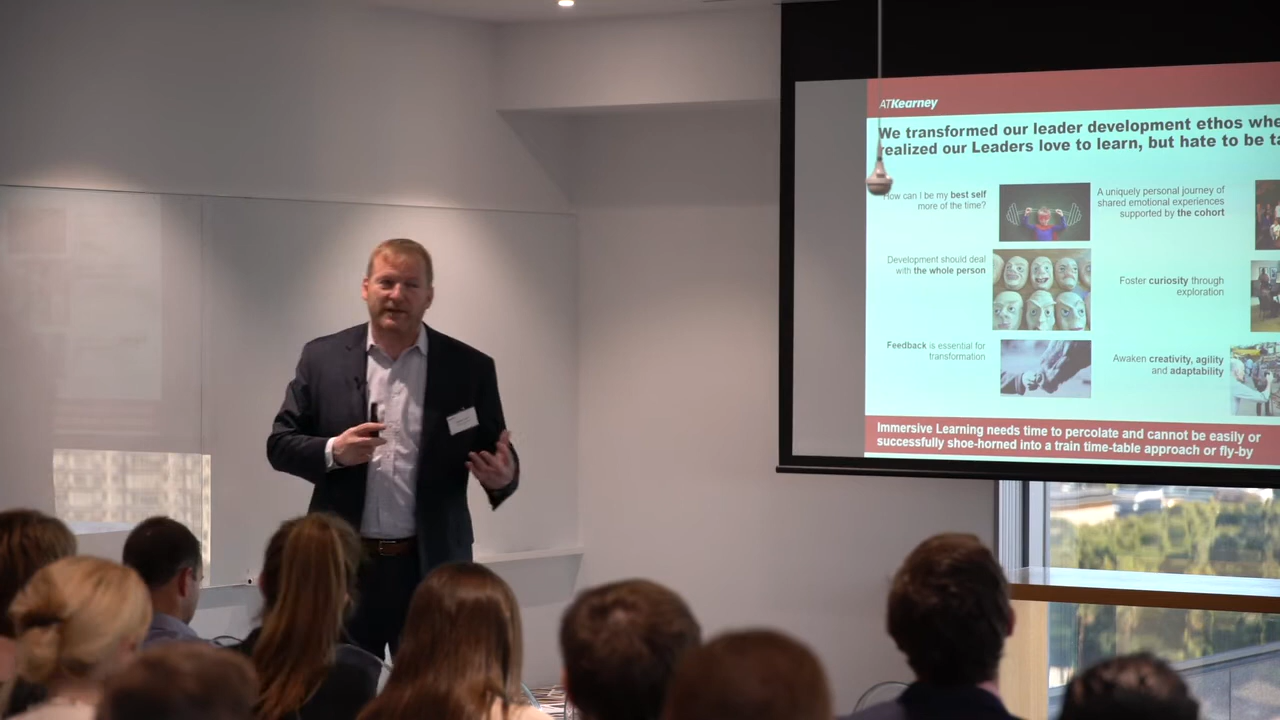 ATKearney
We transformed our leader development ethos
realized our Leaders love to learn, but hate to be
How can I be my best self
more of the time?
A uniquely personal journey of
shared emotional experiences
supported by the cohort
Development should deal
with the whole person
Foster curiosity through
exploration
Feedback is essential for
transformation
Awaken creativity, agility
and adaptability
Immersive Learning needs time to percolate and cannot be easily or
successfully shoe-horned into a train time-table approach or fly-by